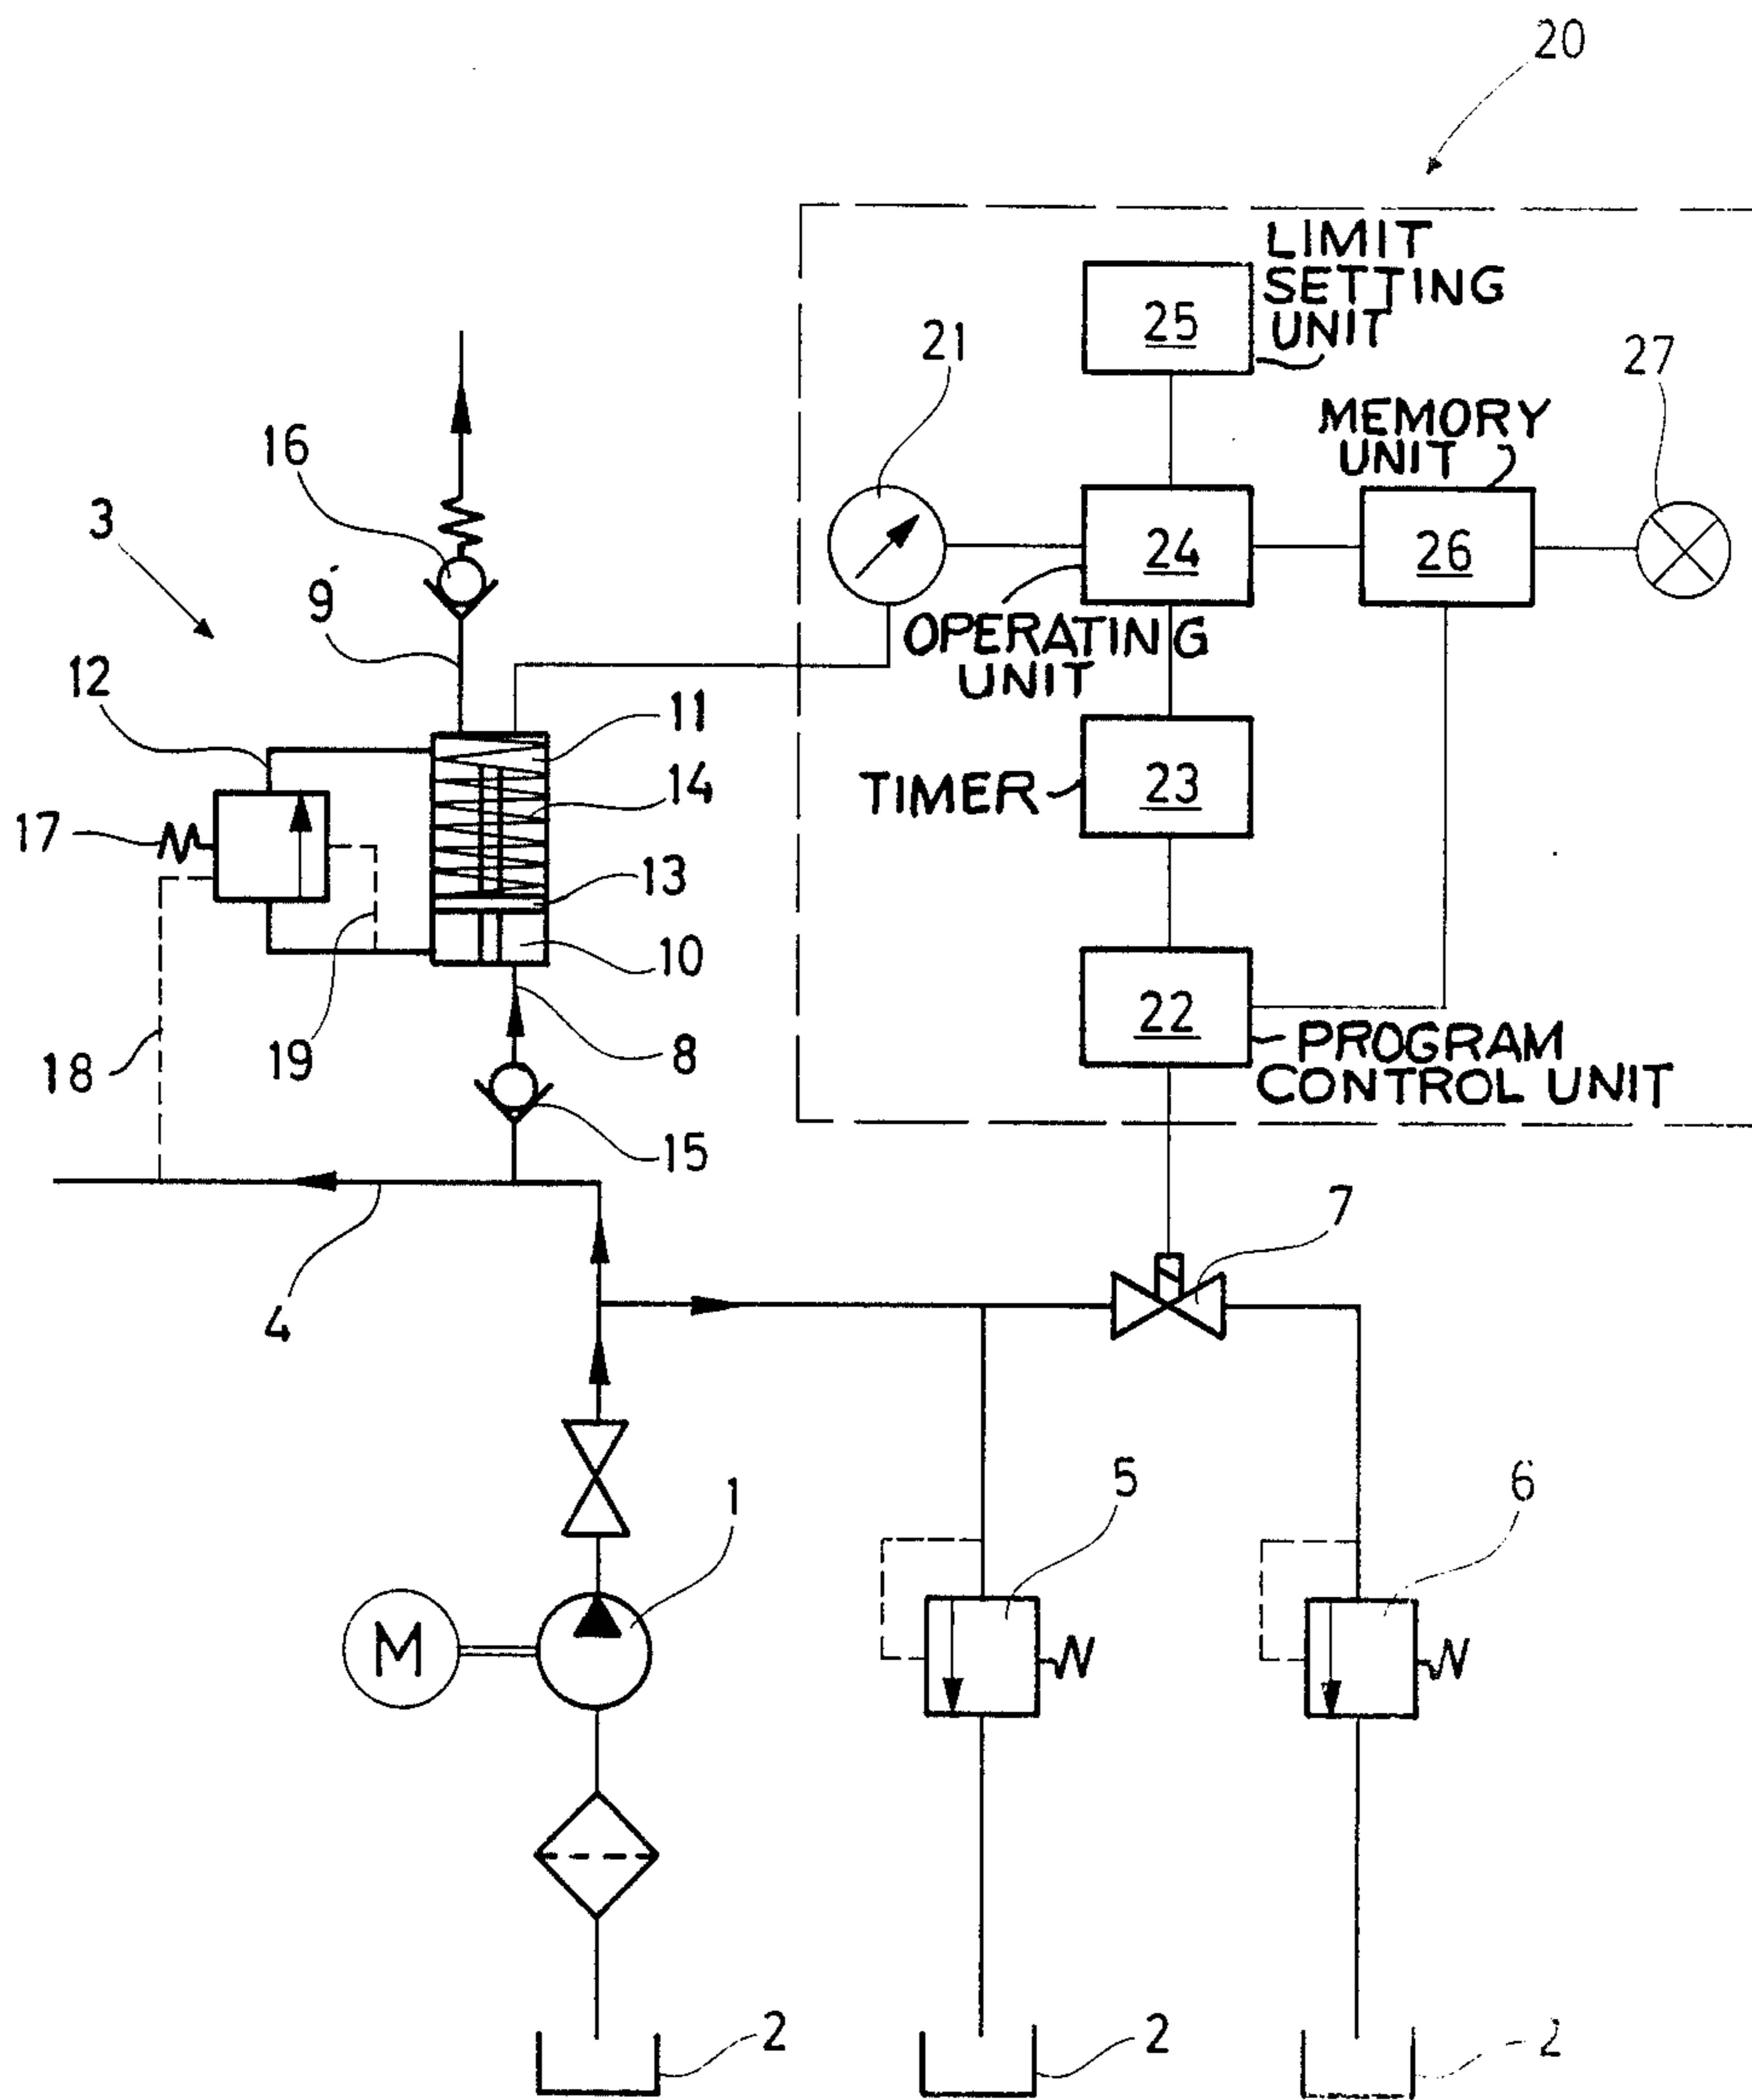 20
LIMIT
SETTING
UNIT
25
21
27
MEMORY
UNIT
16
3
24
26
9'
OPERATING
UNIT
12
11
14
TIMER
23
17
13
10
22
PROGRAM
CONTROL UNIT
18
19
8
15
7
4
5
6
1
M
2
2
2